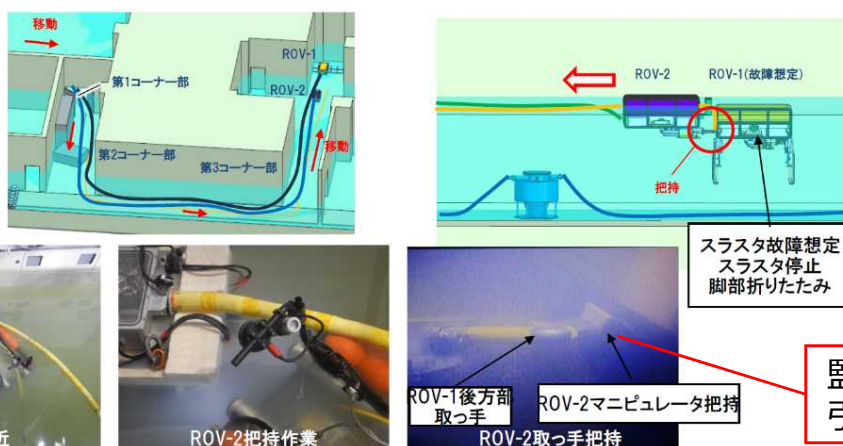 移動
第1コーナー部
第2コーナー部
第3コーナー部
ROV-1
ROV-2
移動
ROV-2
ROV-1(故障想定)
把持
スラスタ故障想定
スラスタ停止
脚部折りたたみ
近
ROV-2把持作業
ROV-1後方部
取っ手
ROV-2マニピュレータ把持
ROV-2取っ手把持
監
弓